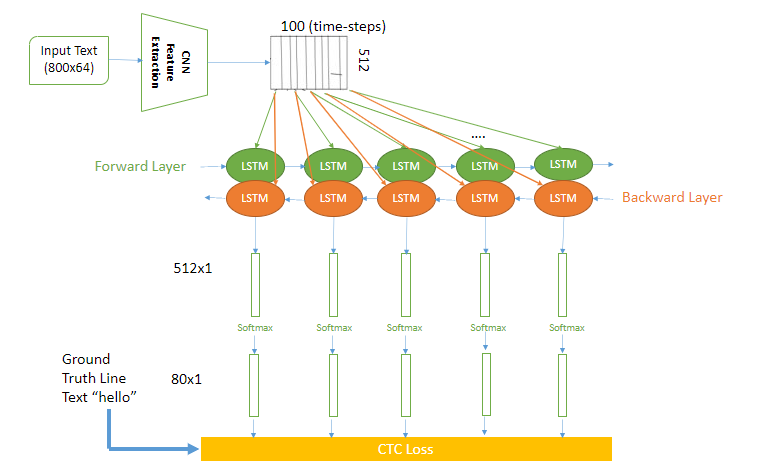 100 (time-steps)
Input Text
(800x64)
CNN
Feature
Extraction
512
....
Forward Layer
LSTM LSTM LSTM LSTM LSTM
LSTM LSTM LSTM LSTM LSTM
Backward Layer
512x1
Softmax Softmax Softmax Softmax Softmax
Ground
Truth Line
Text “hello”
80x1
CTC Loss